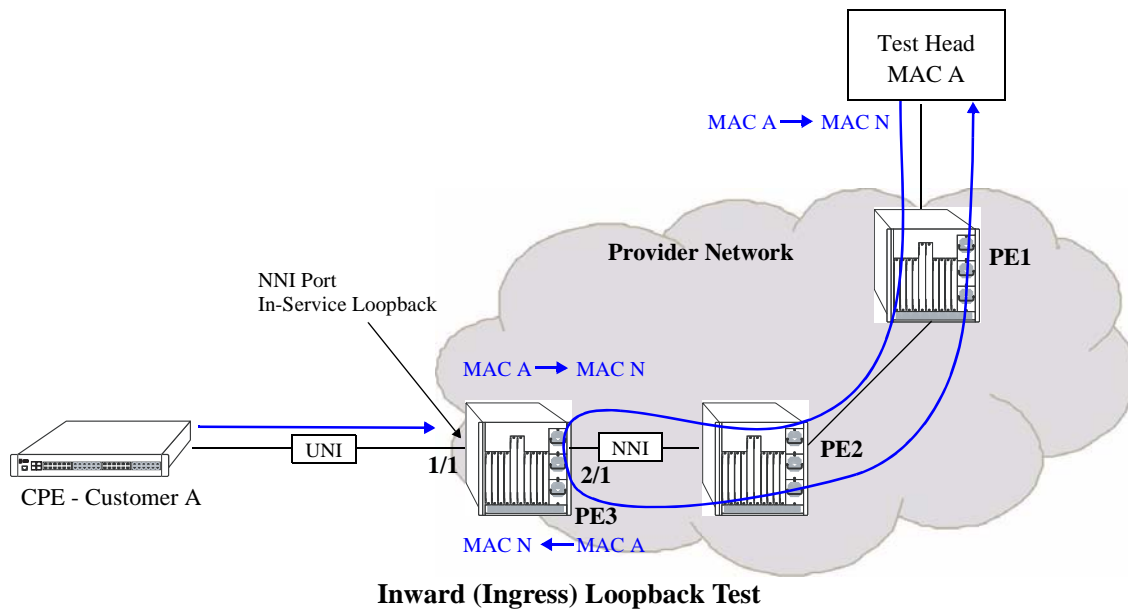 Test Head
MAC A
MAC A MAC N
Provider Network
PE1
NNI Port
In-Service Loopback
MAC A MAC N
UNI
NNI
PE2
1/1
2/1
CPE - Customer A
PE3
MAC N MAC A
Inward (Ingress) Loopback Test